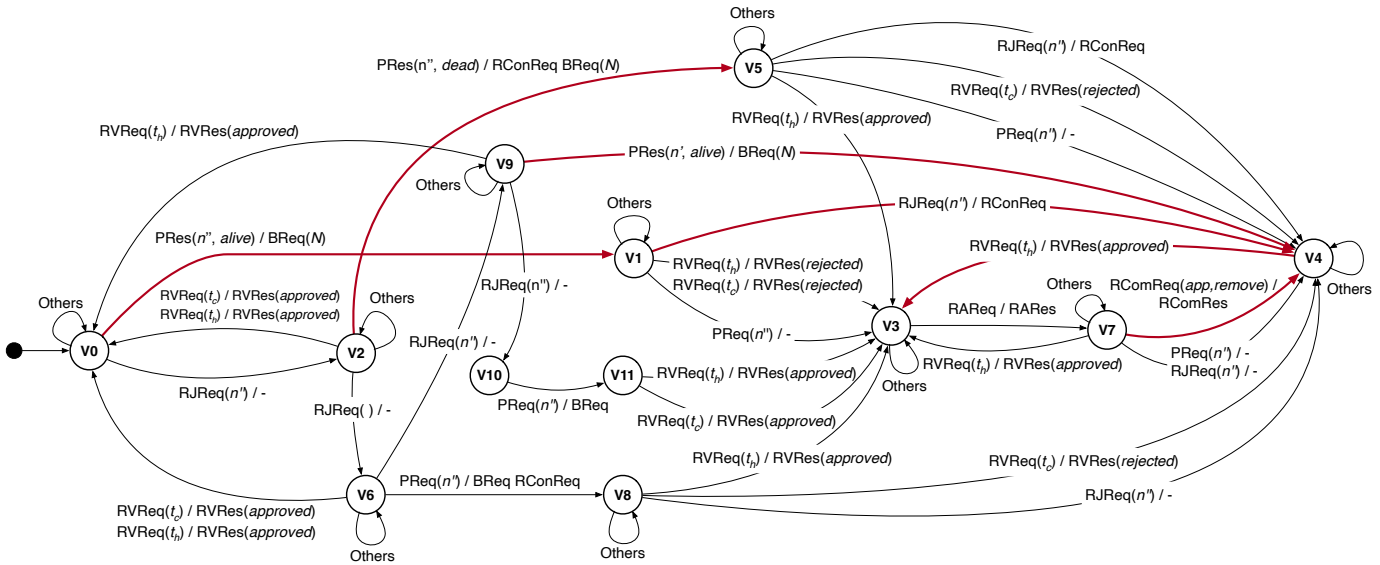 Others
RJReq(n') / RConReq
PRes(n'', dead) / RConReq BReq(N)
V5
RVReq(tc) / RVRes(rejected)
RVReq(th) / RVRes(approved)
RVReq(th) / RVRes(approved)
PReq(n') / -
PRes(n', alive) / BReq(N)
V9
Others
Others
RJReq(n'') / RConReq
PRes(n'', alive) / BReq(N)
RVReq(th) / RVRes(approved)
V1
RVReq(th) / RVRes(rejected)
V4
RVReq(tc) / RVRes(rejected)
RJReq(n'') / -
RComReq(app,remove) /
RComRes
Others
Others
RVReq(tc) / RVRes(approved)
RVReq(th) / RVRes(approved)
Others
Others
RAReq / RARes
V3
V7
PReq(n'') / -
RJReq(n'') / -
V0
V2
PReq(n'') / -
RJReq(n'') / -
RVReq(th) / RVRes(approved)
V10
V11
RVReq(th) / RVRes(approved)
Others
RJReq(n') / -
PReq(n') / BReq
RJReq( ) / -
RVReq(tc) / RVRes(approved)
RVReq(th) / RVRes(approved)
RVReq(tc) / RVRes(rejected)
PReq(n'') / BReq RConReq
V6
V8
RJReq(n'') / -
RVReq(tc) / RVRes(approved)
RVReq(th) / RVRes(approved)
Others
Others